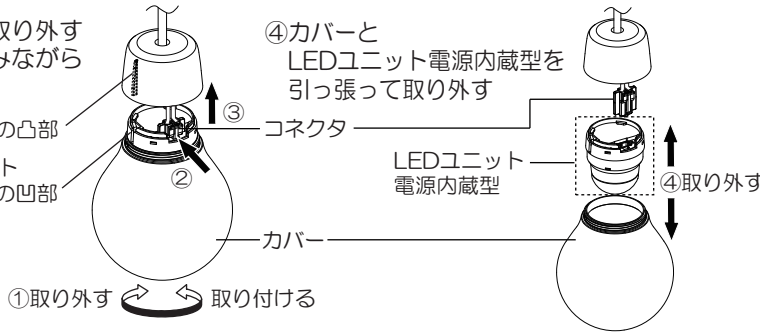 取り外す
みながら
の凸部
ト
の凹部
③
②
①取り外す
取り付ける
④カバーと
LEDユニット電源内蔵型を
引っ張って取り外す
コネクタ
LEDユニット
電源内蔵型
④取り外す
カバー